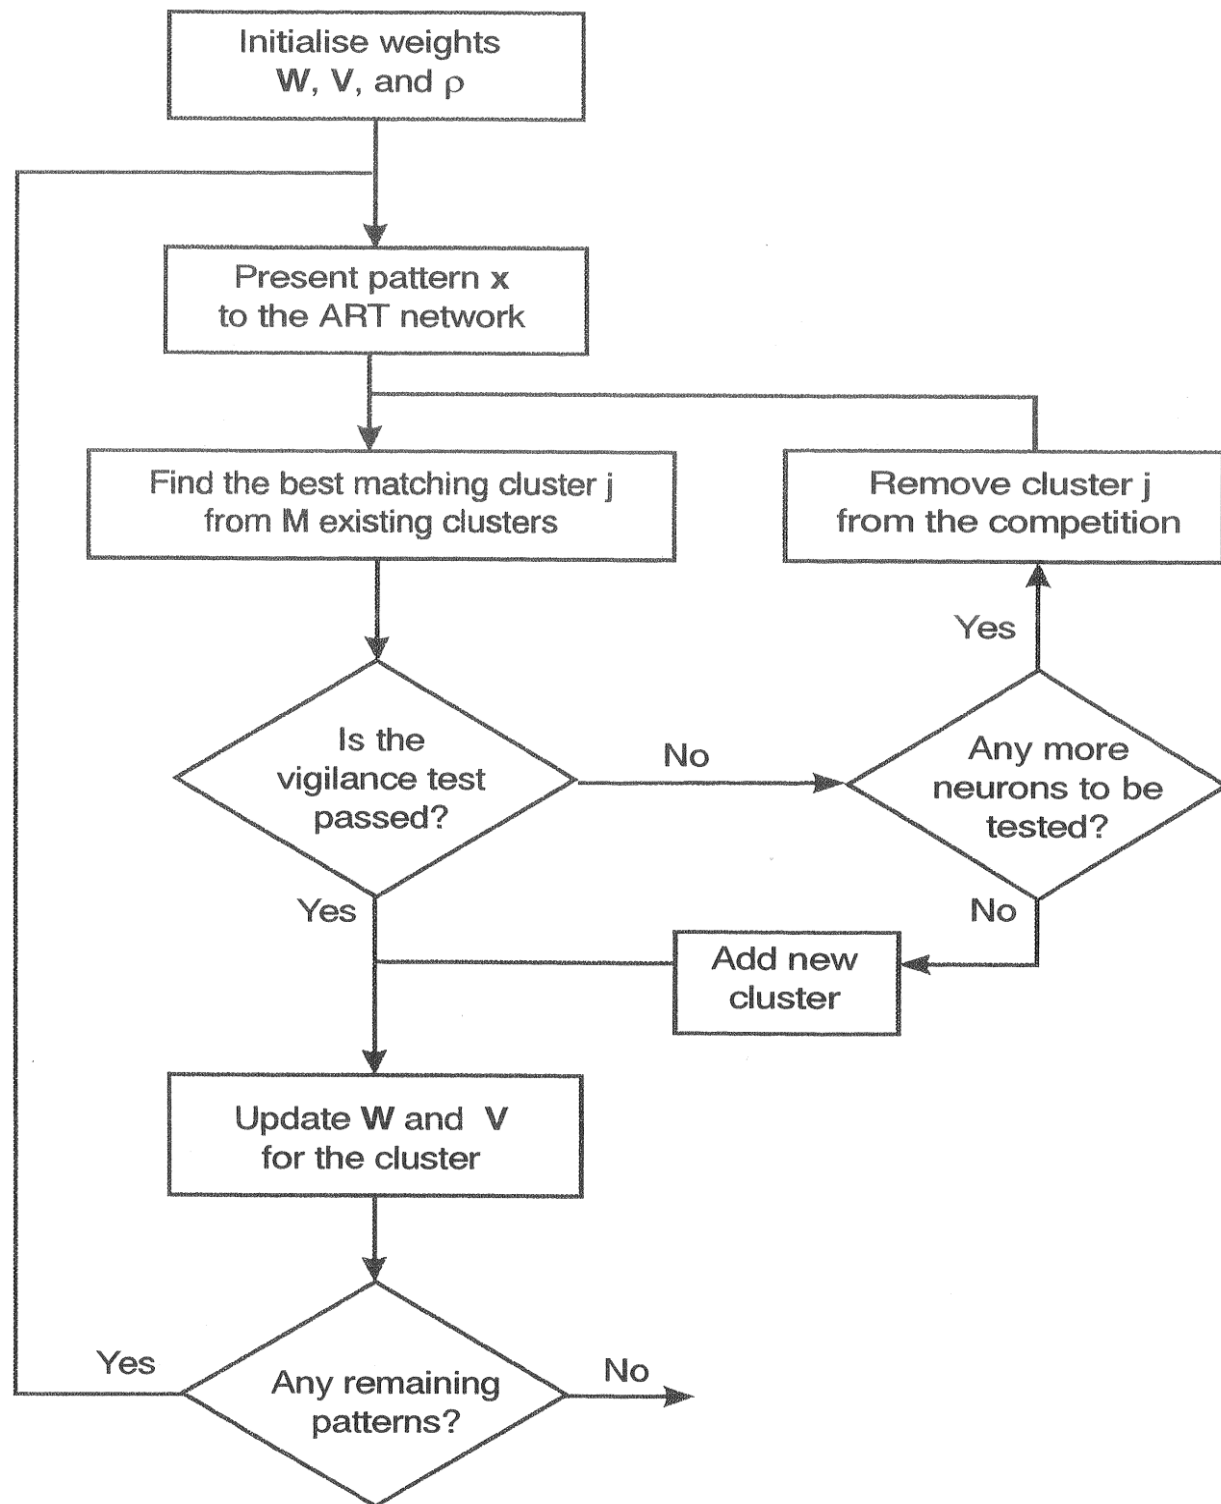 Initialise weights
W, V, and ρ
Present pattern x
to the ART network
Find the best matching cluster j
from M existing clusters
Remove cluster j
from the competition
Yes
Is the
vigilance test
passed?
No
Any more
neurons to be
tested?
Yes
No
Add new
cluster
Update W and V
for the cluster
Yes
Any remaining
patterns?
No